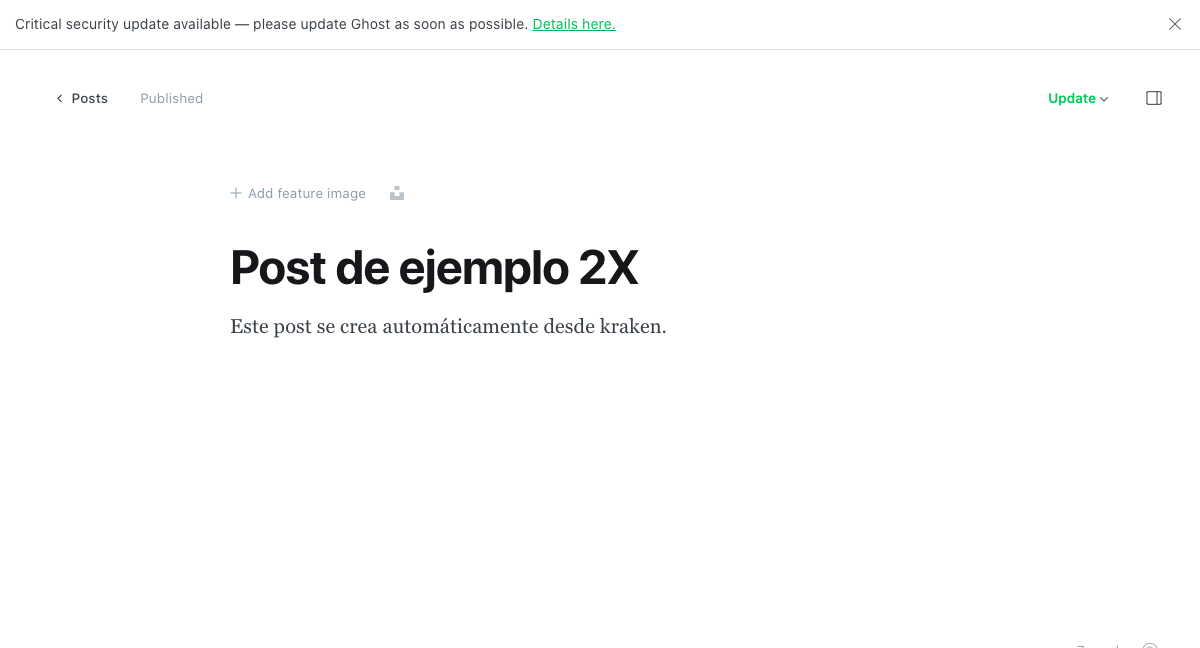 Critical security update available — please update Ghost as soon as possible. Details here.
Posts Published Update
Add feature image
Post de ejemplo 2X
Este post se crea automáticamente desde kraken.